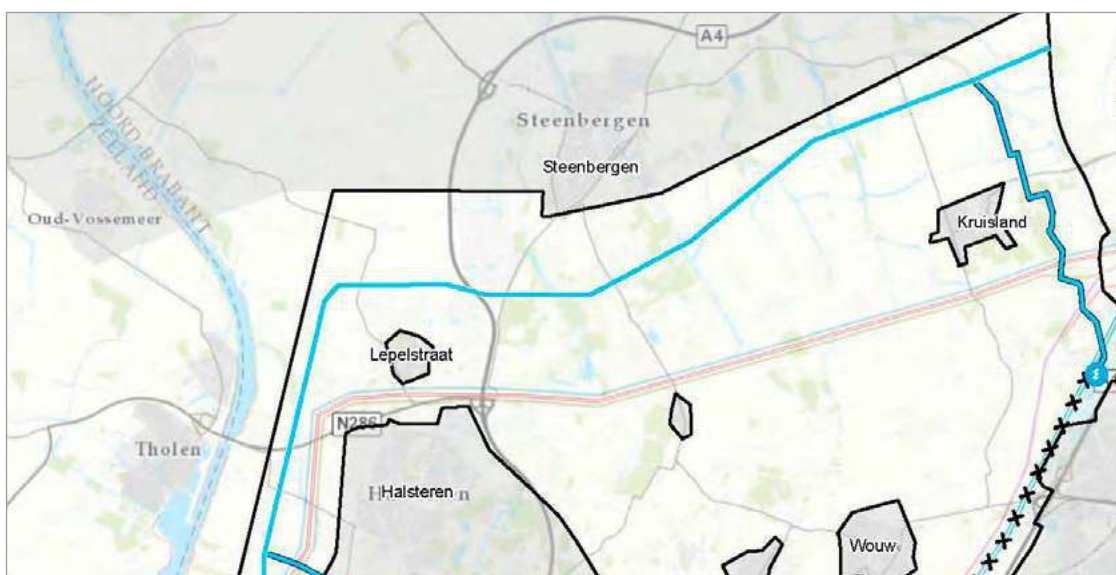 A4
NOORD-BRABANT
ZEELAND
Steenbergen
Steenbergen
Oud-Vossemeer
Kruisland
Lepelstraat
N286
Tholen
Halsteren
Wouw